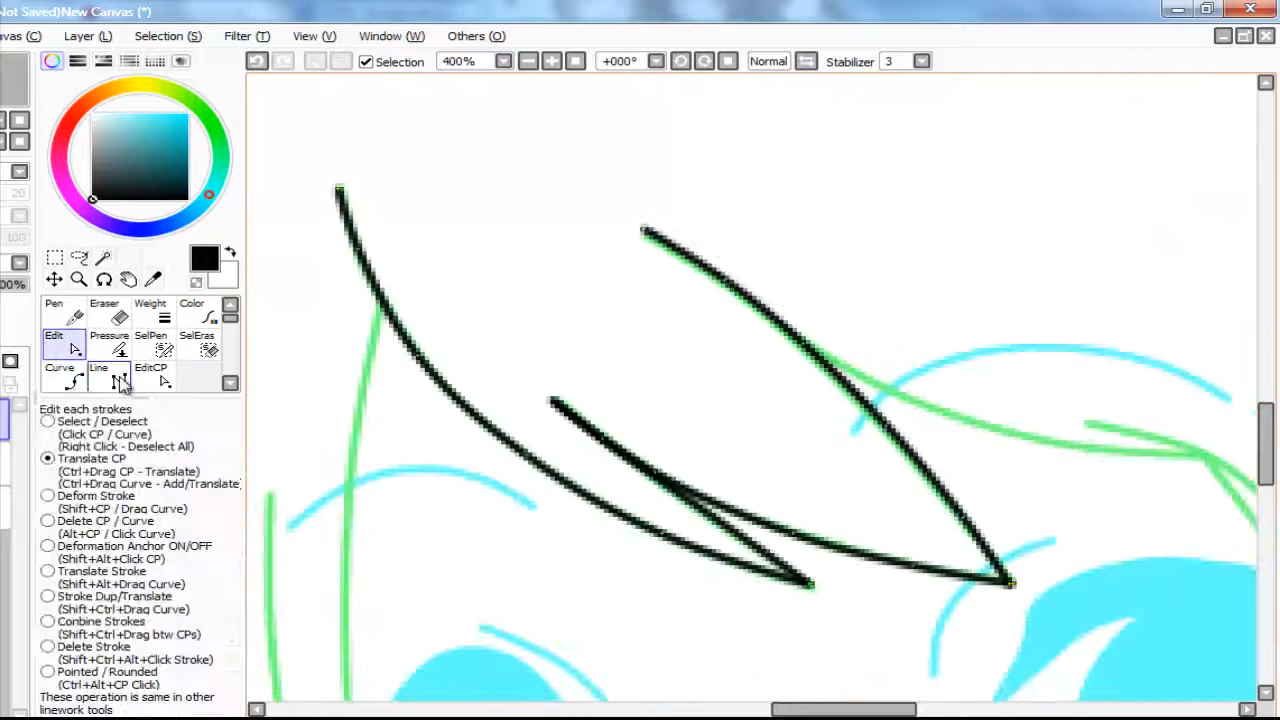 Not Saved)New Canvas (*)
vas (C) Layer (L) Selection (S) Filter (T) View (V) Window (W) Others (O)
Selection 400% +000° Normal Stabilizer 3
20
100
00%
Pen Eraser Weight Color
Edit Pressure SelPen SelEras
Curve Line EditCP
Edit each strokes
Select / Deselect
(Click CP / Curve)
(Right Click - Deselect All)
Translate CP
(Ctrl+Drag CP - Translate)
(Ctrl+Drag Curve - Add/Translate
Deform Stroke
(Shift+CP / Drag Curve)
Delete CP / Curve
(Alt+CP / Click Curve)
Deformation Anchor ON/OFF
(Shift+Alt+Click CP)
Translate Stroke
(Shift+Alt+Drag Curve)
Stroke Dup/Translate
(Shift+Ctrl+Drag Curve)
Conbine Strokes
(Shift+Ctrl+Drag btw CPs)
Delete Stroke
(Shift+Ctrl+Alt+Click Stroke)
Pointed / Rounded
(Ctrl+Alt+CP Click)
These operation is same in other
linework tools